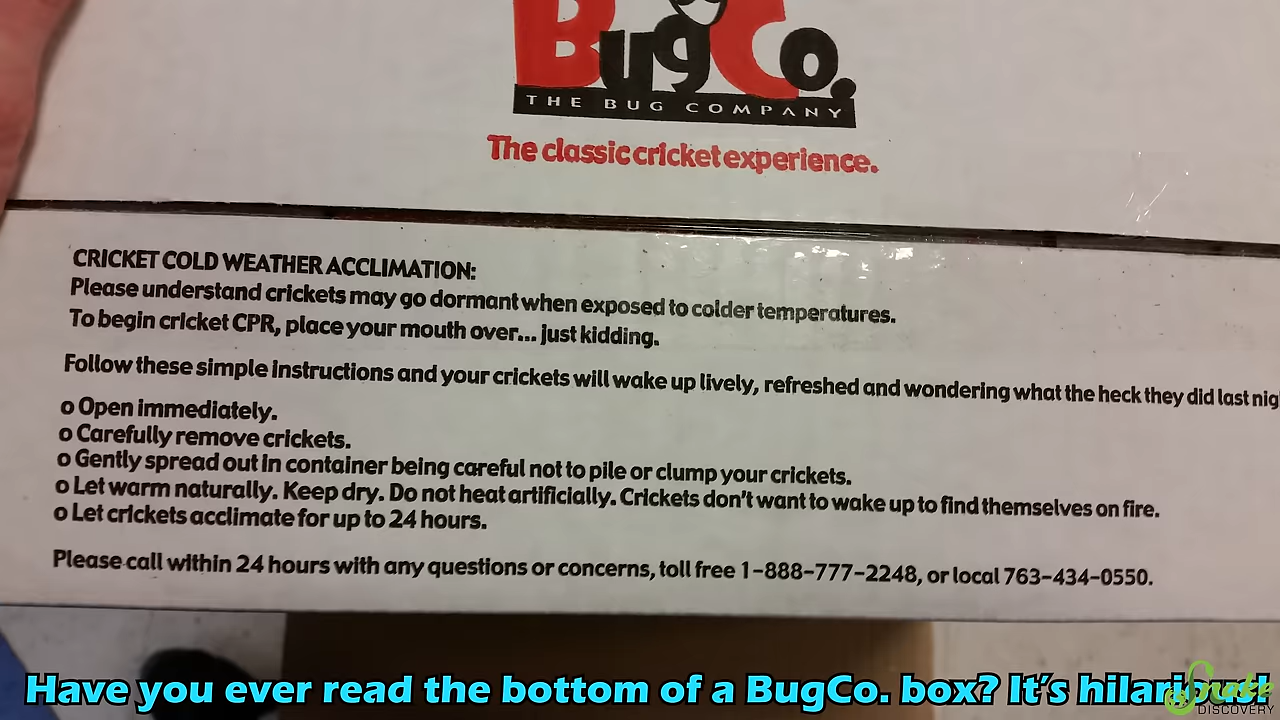 BugCo.
THE BUG COMPANY
The classic cricket experience.
CRICKET COLD WEATHER ACCLIMATION:
Please understand crickets may go dormant when exposed to colder temperatures.
To begin cricket CPR, place your mouth over... just kidding.
Follow these simple instructions and your crickets will wake up lively, refreshed and wondering what the heck they did last nig
o Open immediately.
o Carefully remove crickets.
o Gently spread out in container being careful not to pile or clump your crickets.
o Let warm naturally. Keep dry. Do not heat artificially. Crickets don't want to wake up to find themselves on fire.
o Let crickets acclimate for up to 24 hours.
Please call within 24 hours with any questions or concerns, toll free 1-888-777-2248, or local 763-434-0550.
Have you ever read the bottom of a BugCo. box? It's hilarious!
Snake
DISCOVERY